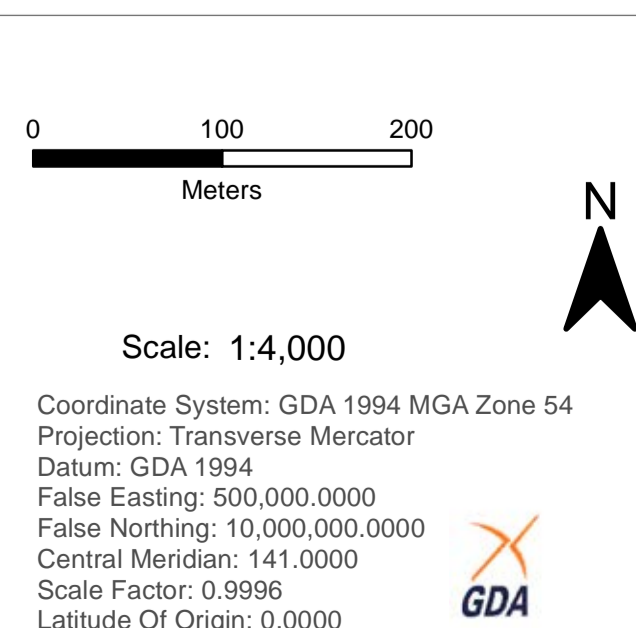 0 100 200
Meters
N
Scale: 1:4,000
Coordinate System: GDA 1994 MGA Zone 54
Projection: Transverse Mercator
Datum: GDA 1994
False Easting: 500,000.0000
False Northing: 10,000,000.0000
Central Meridian: 141.0000
Scale Factor: 0.9996
Latitude Of Origin: 0.0000
GDA